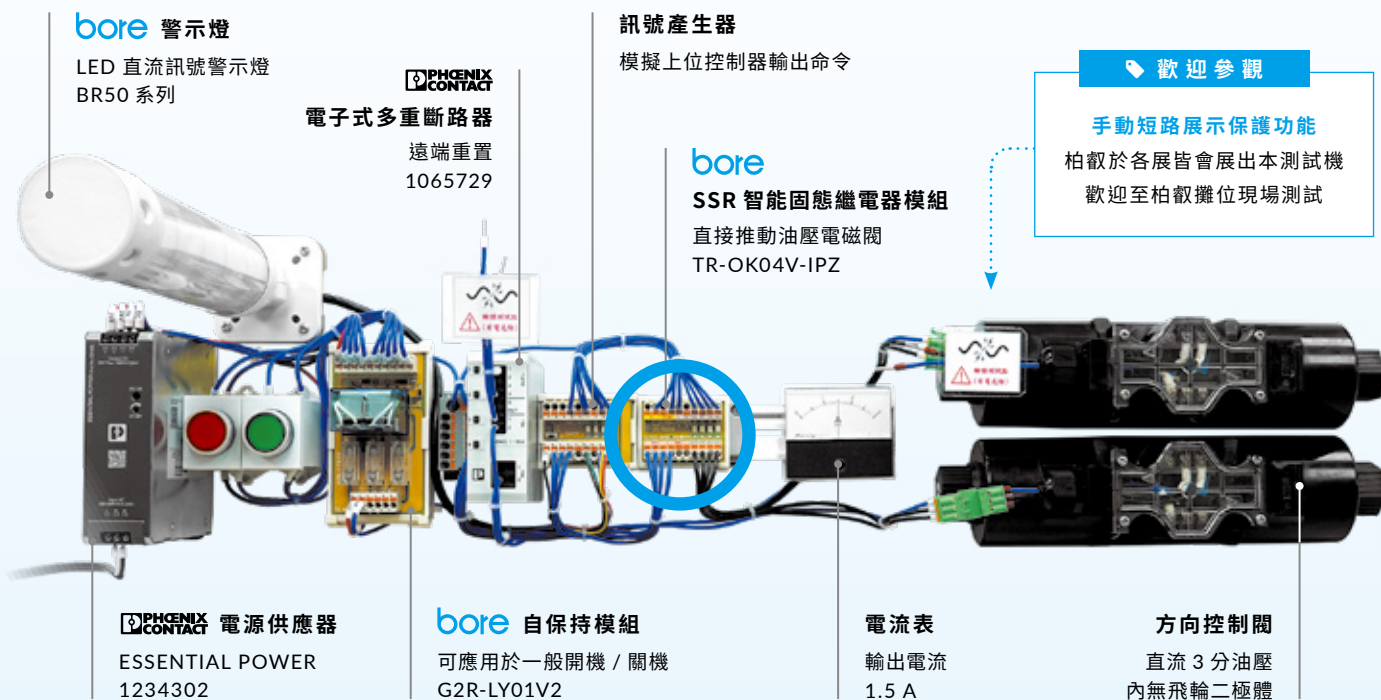 bore 警示燈
LED 直流訊號警示燈
BR50 系列
PHŒNIX
CONTACT
電子式多重斷路器
遠端重置
1065729
訊號產生器
模擬上位控制器輸出命令
bore
SSR 智能固態繼電器模組
直接推動油壓電磁閥
TR-OK04V-IPZ
歡迎參觀
手動短路展示保護功能
柏叡於各展皆會展出本測試機
歡迎至柏叡攤位現場測試
PHŒNIX
CONTACT 電源供應器
ESSENTIAL POWER
1234302
bore 自保持模組
可應用於一般開機 / 關機
G2R-LY01V2
電流表
輸出電流
1.5 A
方向控制閥
直流 3 分油壓
內無飛輪二極體